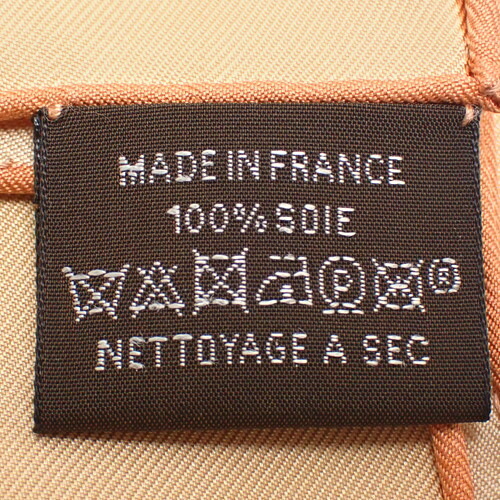 MADE IN FRANCE
100% SOIE
P ®
NETTOYAGE A SEC